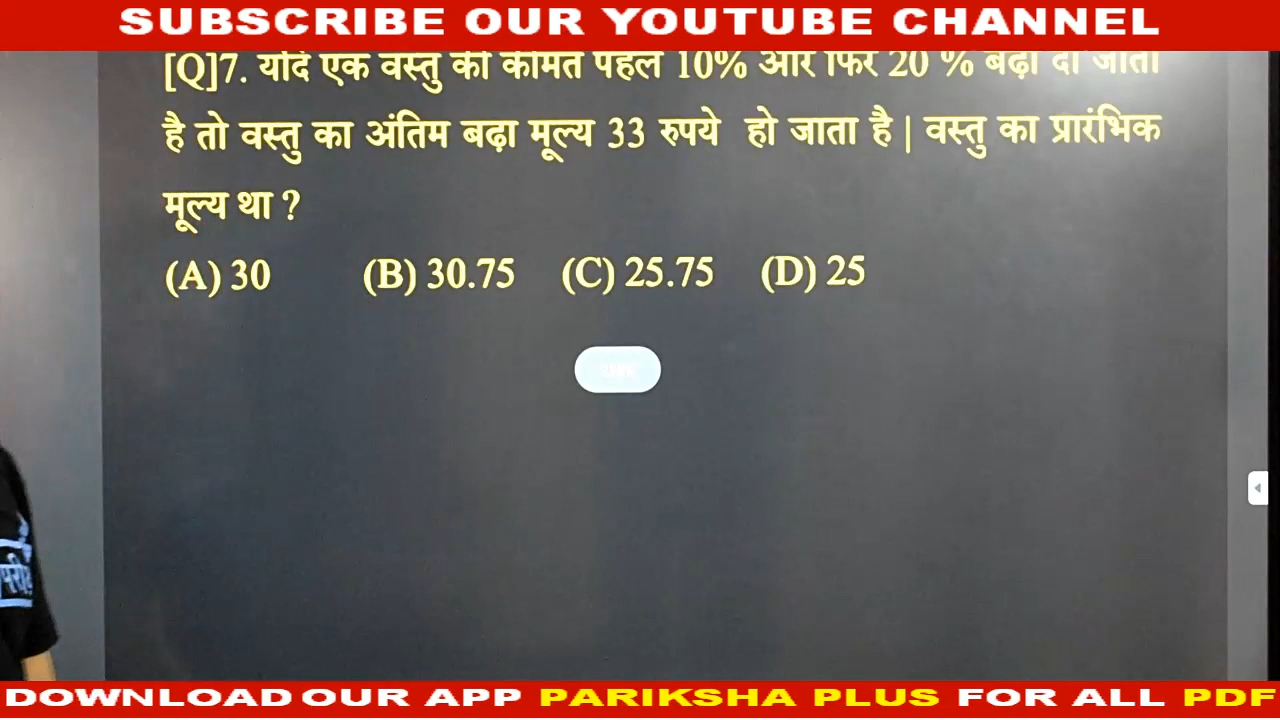 SUBSCRIBE OUR YOUTUBE CHANNEL
[Q]7. यदि एक वस्तु की कीमत पहले 10% और फिर 20 % बढ़ा दी जाती
है तो वस्तु का अंतिम बढ़ा मूल्य 33 रुपये हो जाता है | वस्तु का प्रारंभिक
मूल्य था ?
(A) 30 (B) 30.75 (C) 25.75 (D) 25
DOWNLOAD OUR APP PARIKSHA PLUS FOR ALL PDF